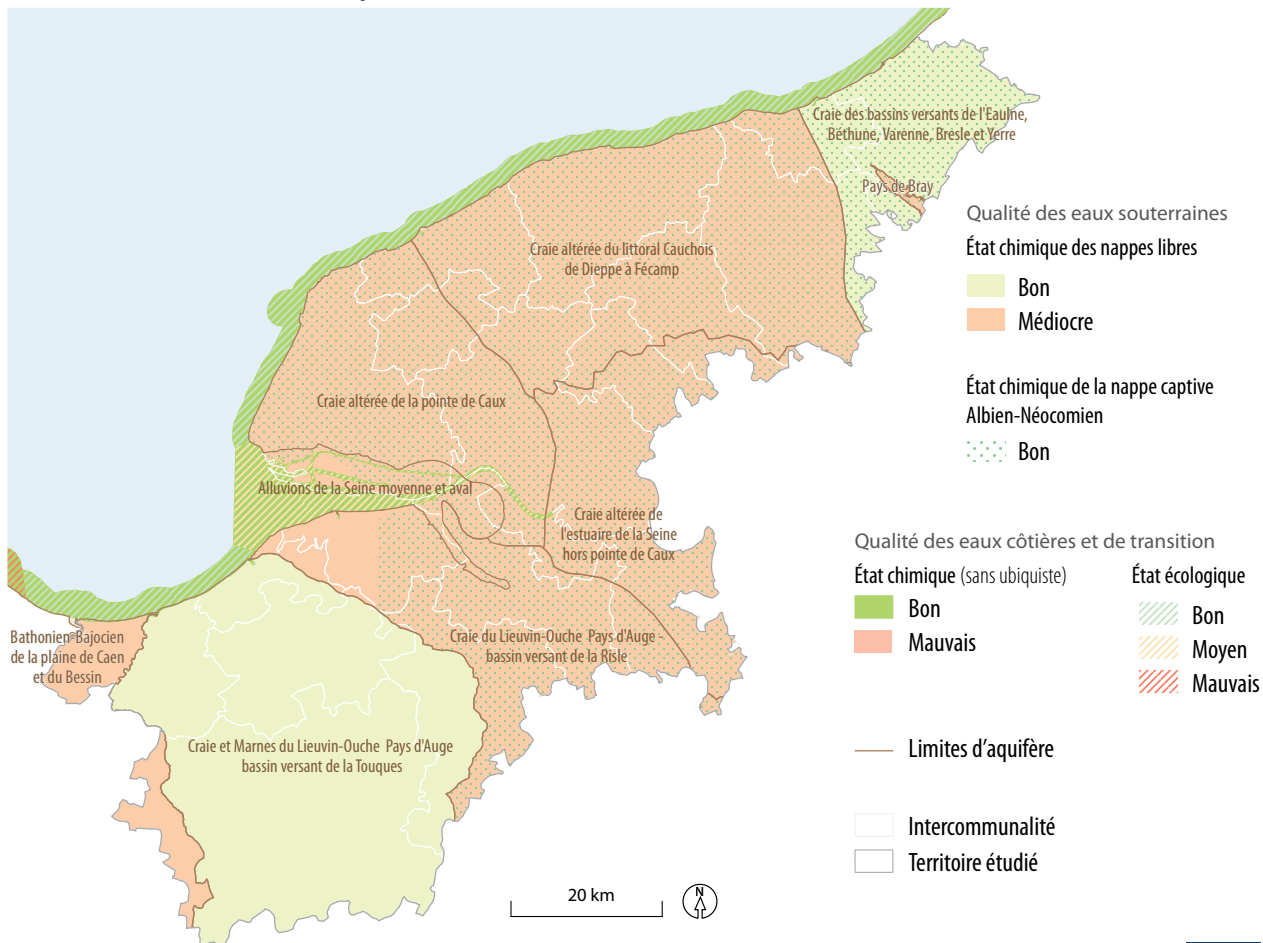 Craie des bassins versants de l'Eaulne,
Béthune, Varenne, Bresle et Yerre
Pays de Bray
Craie altérée du littoral Cauchois
de Dieppe à Fécamp
Craie altérée de la pointe de Caux
Alluvions de la Seine moyenne et aval
Craie altérée de
l'estuaire de la Seine
hors pointe de Caux
Bathonien-Bajocien
de la plaine de Caen
et du Bessin
Craie du Lieuvin-Ouche Pays d'Auge -
bassin versant de la Risle
Craie et Marnes du Lieuvin-Ouche Pays d'Auge
bassin versant de la Touques
20 km
N
Qualité des eaux souterraines
État chimique des nappes libres
Bon
Médiocre
État chimique de la nappe captive
Albien-Néocomien
Bon
Qualité des eaux côtières et de transition
État chimique (sans ubiquiste)
Bon
Mauvais
État écologique
Bon
Moyen
Mauvais
Limites d'aquifère
Intercommunalité
Territoire étudié